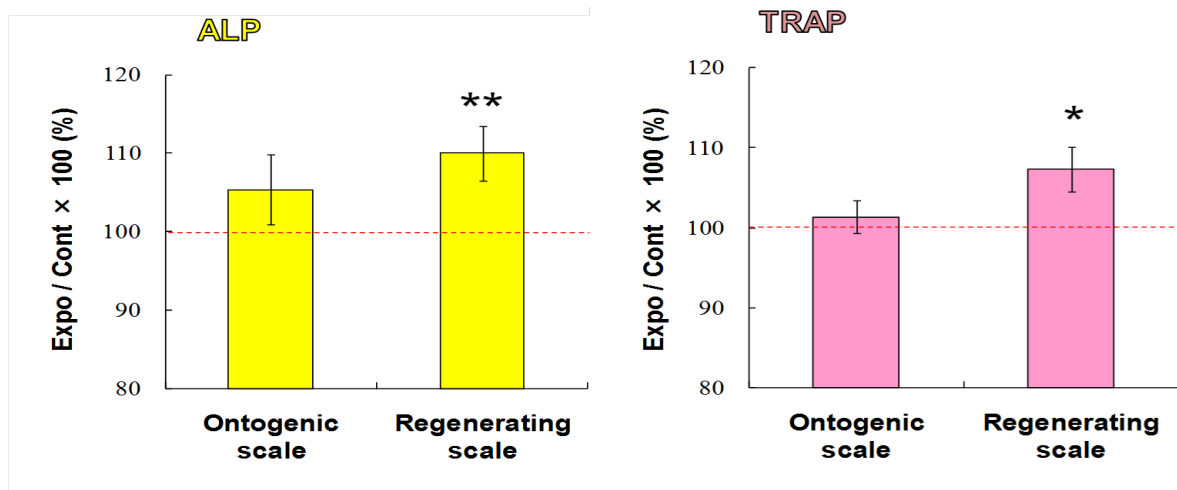 ALP
Expo / Cont × 100 (%)
120
110
100
90
80
**
Ontogenic
scale
Regenerating
scale
TRAP
Expo / Cont × 100 (%)
120
110
100
90
80
*
Ontogenic
scale
Regenerating
scale